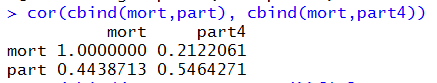 > cor(cbind(mort,part), cbind(mort,part4))
          mort     part4
mort 1.0000000 0.2122061
part 0.4438713 0.5464271